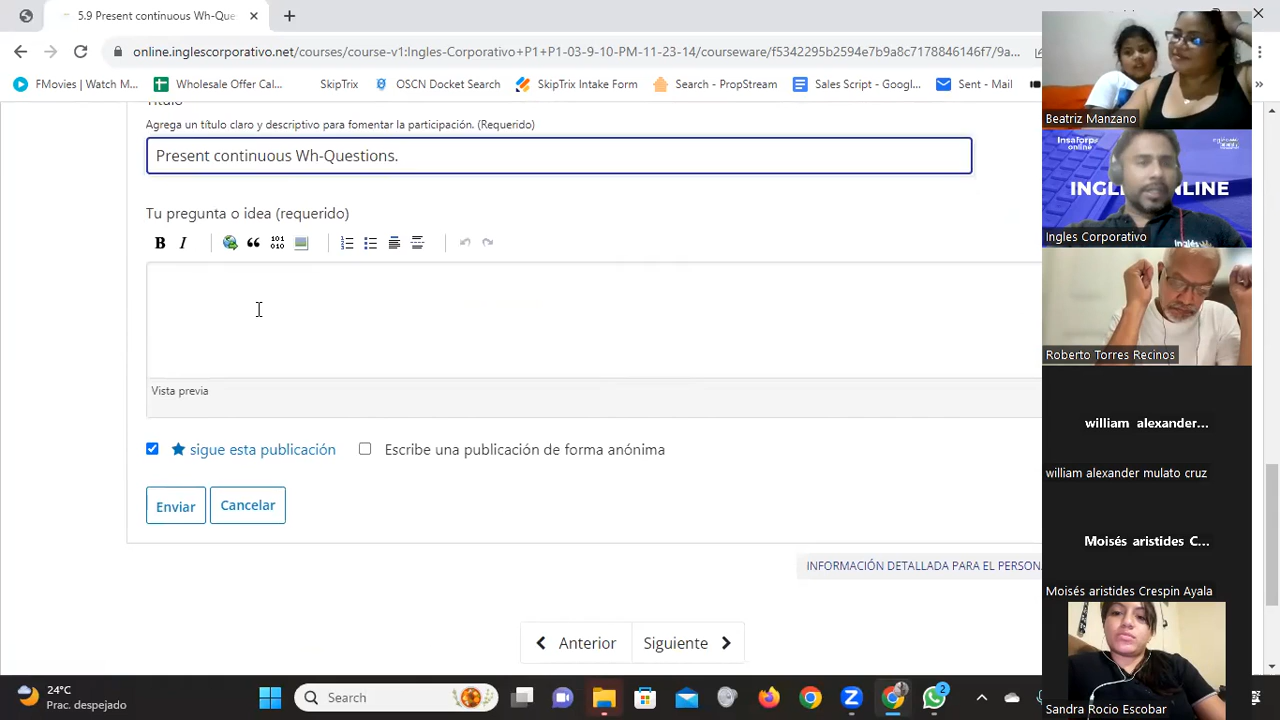 5.9 Present continuous Wh-Que
online.inglescorporativo.net/courses/course-v1:Ingles-Corporativo+P1+P1-03-9-10-PM-11-23-14/courseware/f5342295b2594e7b9a8c7178846146f7/9a...
FMovies | Watch M... Wholesale Offer Cal... SkipTrix OSCN Docket Search SkipTrix Intake Form Search - PropStream Sales Script - Googl... Sent - Mail
Título
Agrega un título claro y descriptivo para fomentar la participación. (Requerido)
Present continuous Wh-Questions.
Tu pregunta o idea (requerido)
Vista previa
sigue esta publicación Escribe una publicación de forma anónima
Enviar Cancelar
INFORMACIÓN DETALLADA PARA EL PERSON
Anterior Siguiente
24°C
Prac. despejado
Search
2
Beatriz Manzano
Insaforp
online
INGL NLINE
Ingles Corporativo
Roberto Torres Recinos
william alexander...
william alexander mulato cruz
Moisés aristides C...
Moisés aristides Crespin Ayala
Sandra Rocio Escobar